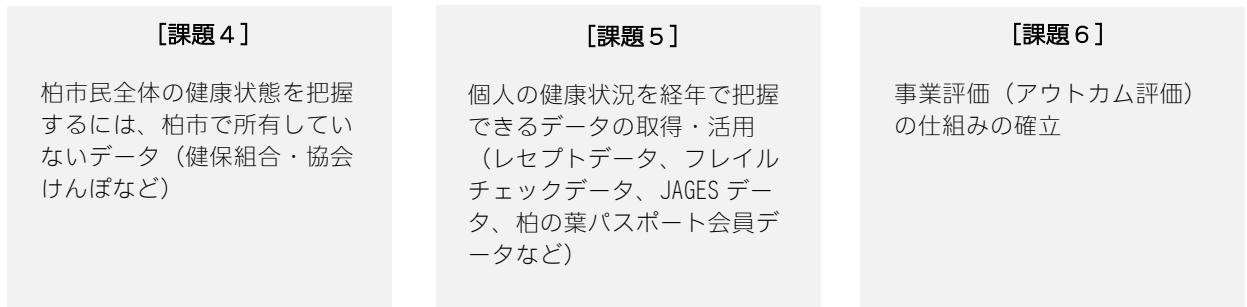 ［課題４］
柏市民全体の健康状態を把握
するには、柏市で所有してい
ないデータ（健保組合・協会
けんぽなど）
［課題５］
個人の健康状況を経年で把握
できるデータの取得・活用
（レセプトデータ、フレイル
チェックデータ、JAGES デー
タ、柏の葉パスポート会員デ
ータなど）
［課題６］
事業評価（アウトカム評価）
の仕組みの確立